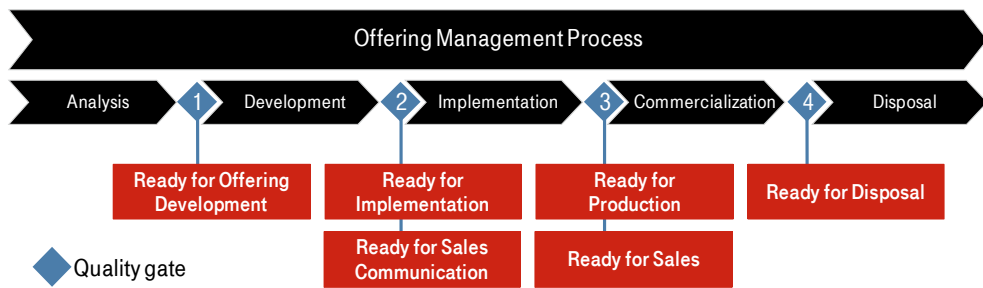 Offering Management Process
Analysis
1
Development
2
Implementation
3
Commercialization
4
Disposal
Ready for Offering
Development
Ready for
Implementation
Ready for
Production
Ready for Disposal
Ready for Sales
Communication
Ready for Sales
Quality gate